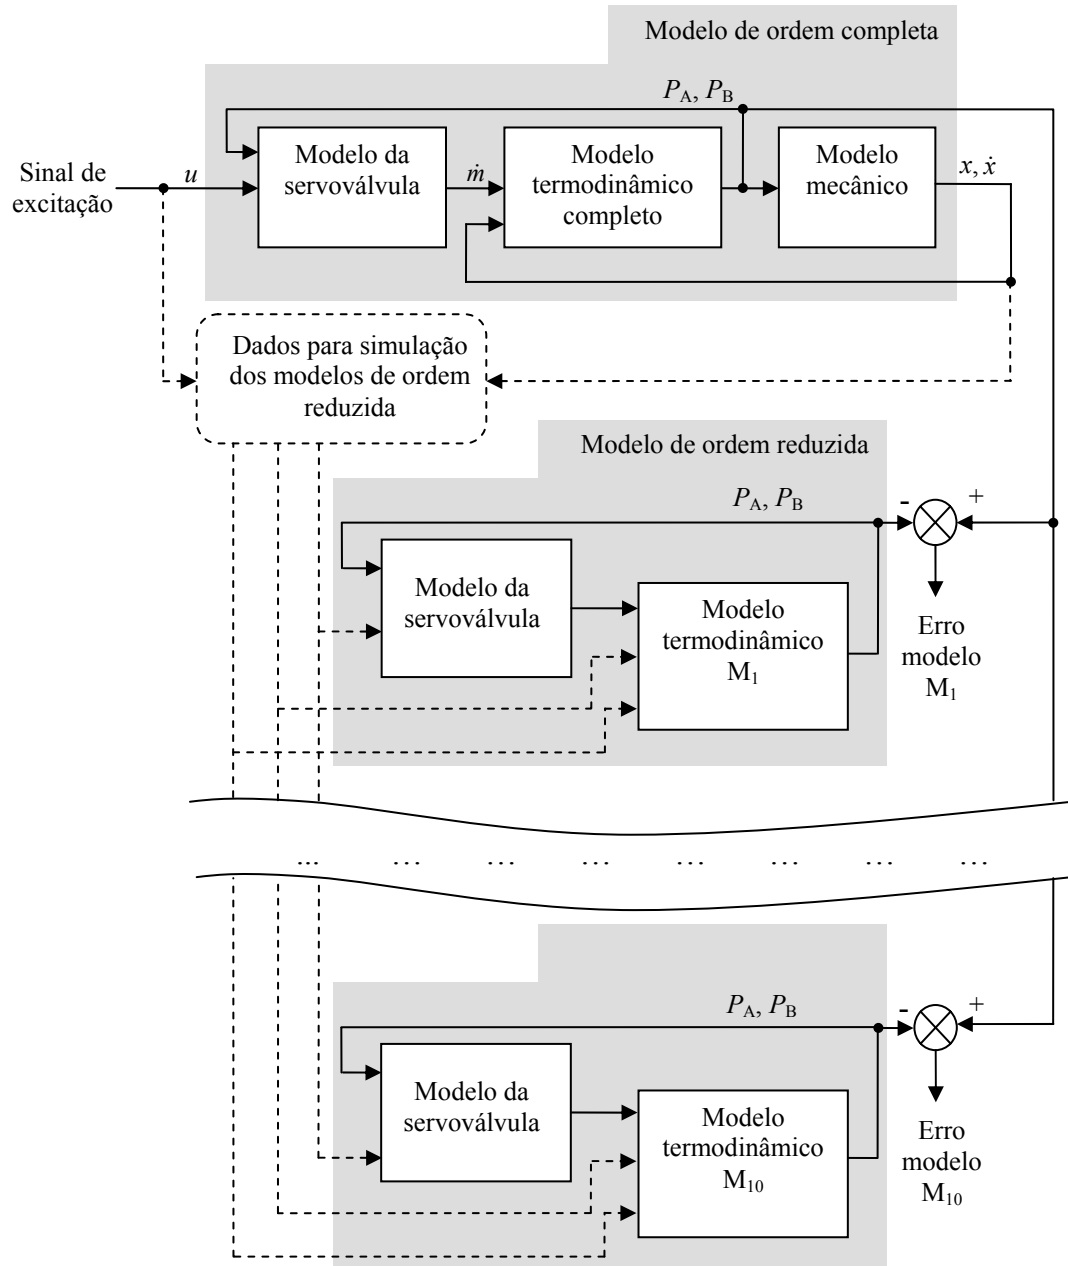 Modelo de ordem completa
P_A, P_B
Sinal de
excitação
u
Modelo da
servoválvula
ṁ
Modelo
termodinâmico
completo
Modelo
mecânico
x, ẋ
Dados para simulação
dos modelos de ordem
reduzida
Modelo de ordem reduzida
P_A, P_B
- +
Modelo da
servoválvula
Modelo
termodinâmico
M₁
Erro
modelo
M₁
... ... ... ... ... ... ... ...
P_A, P_B
- +
Modelo da
servoválvula
Modelo
termodinâmico
M₁₀
Erro
modelo
M₁₀